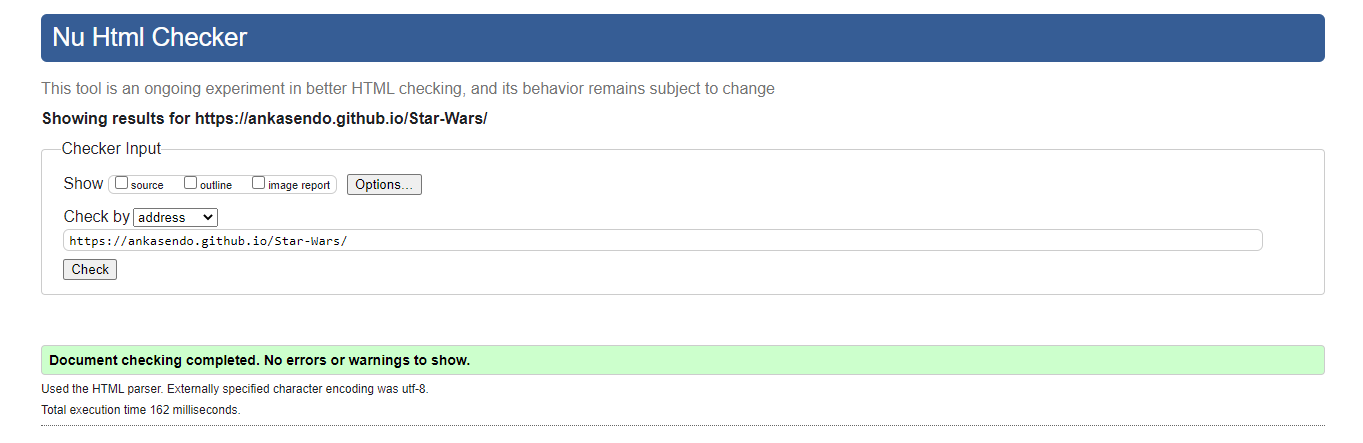 Nu Html Checker
This tool is an ongoing experiment in better HTML checking, and its behavior remains subject to change
Showing results for https://ankasendo.github.io/Star-Wars/
Checker Input
Show source outline image report Options...
Check by address
https://ankasendo.github.io/Star-Wars/
Check
Document checking completed. No errors or warnings to show.
Used the HTML parser. Externally specified character encoding was utf-8.
Total execution time 162 milliseconds.